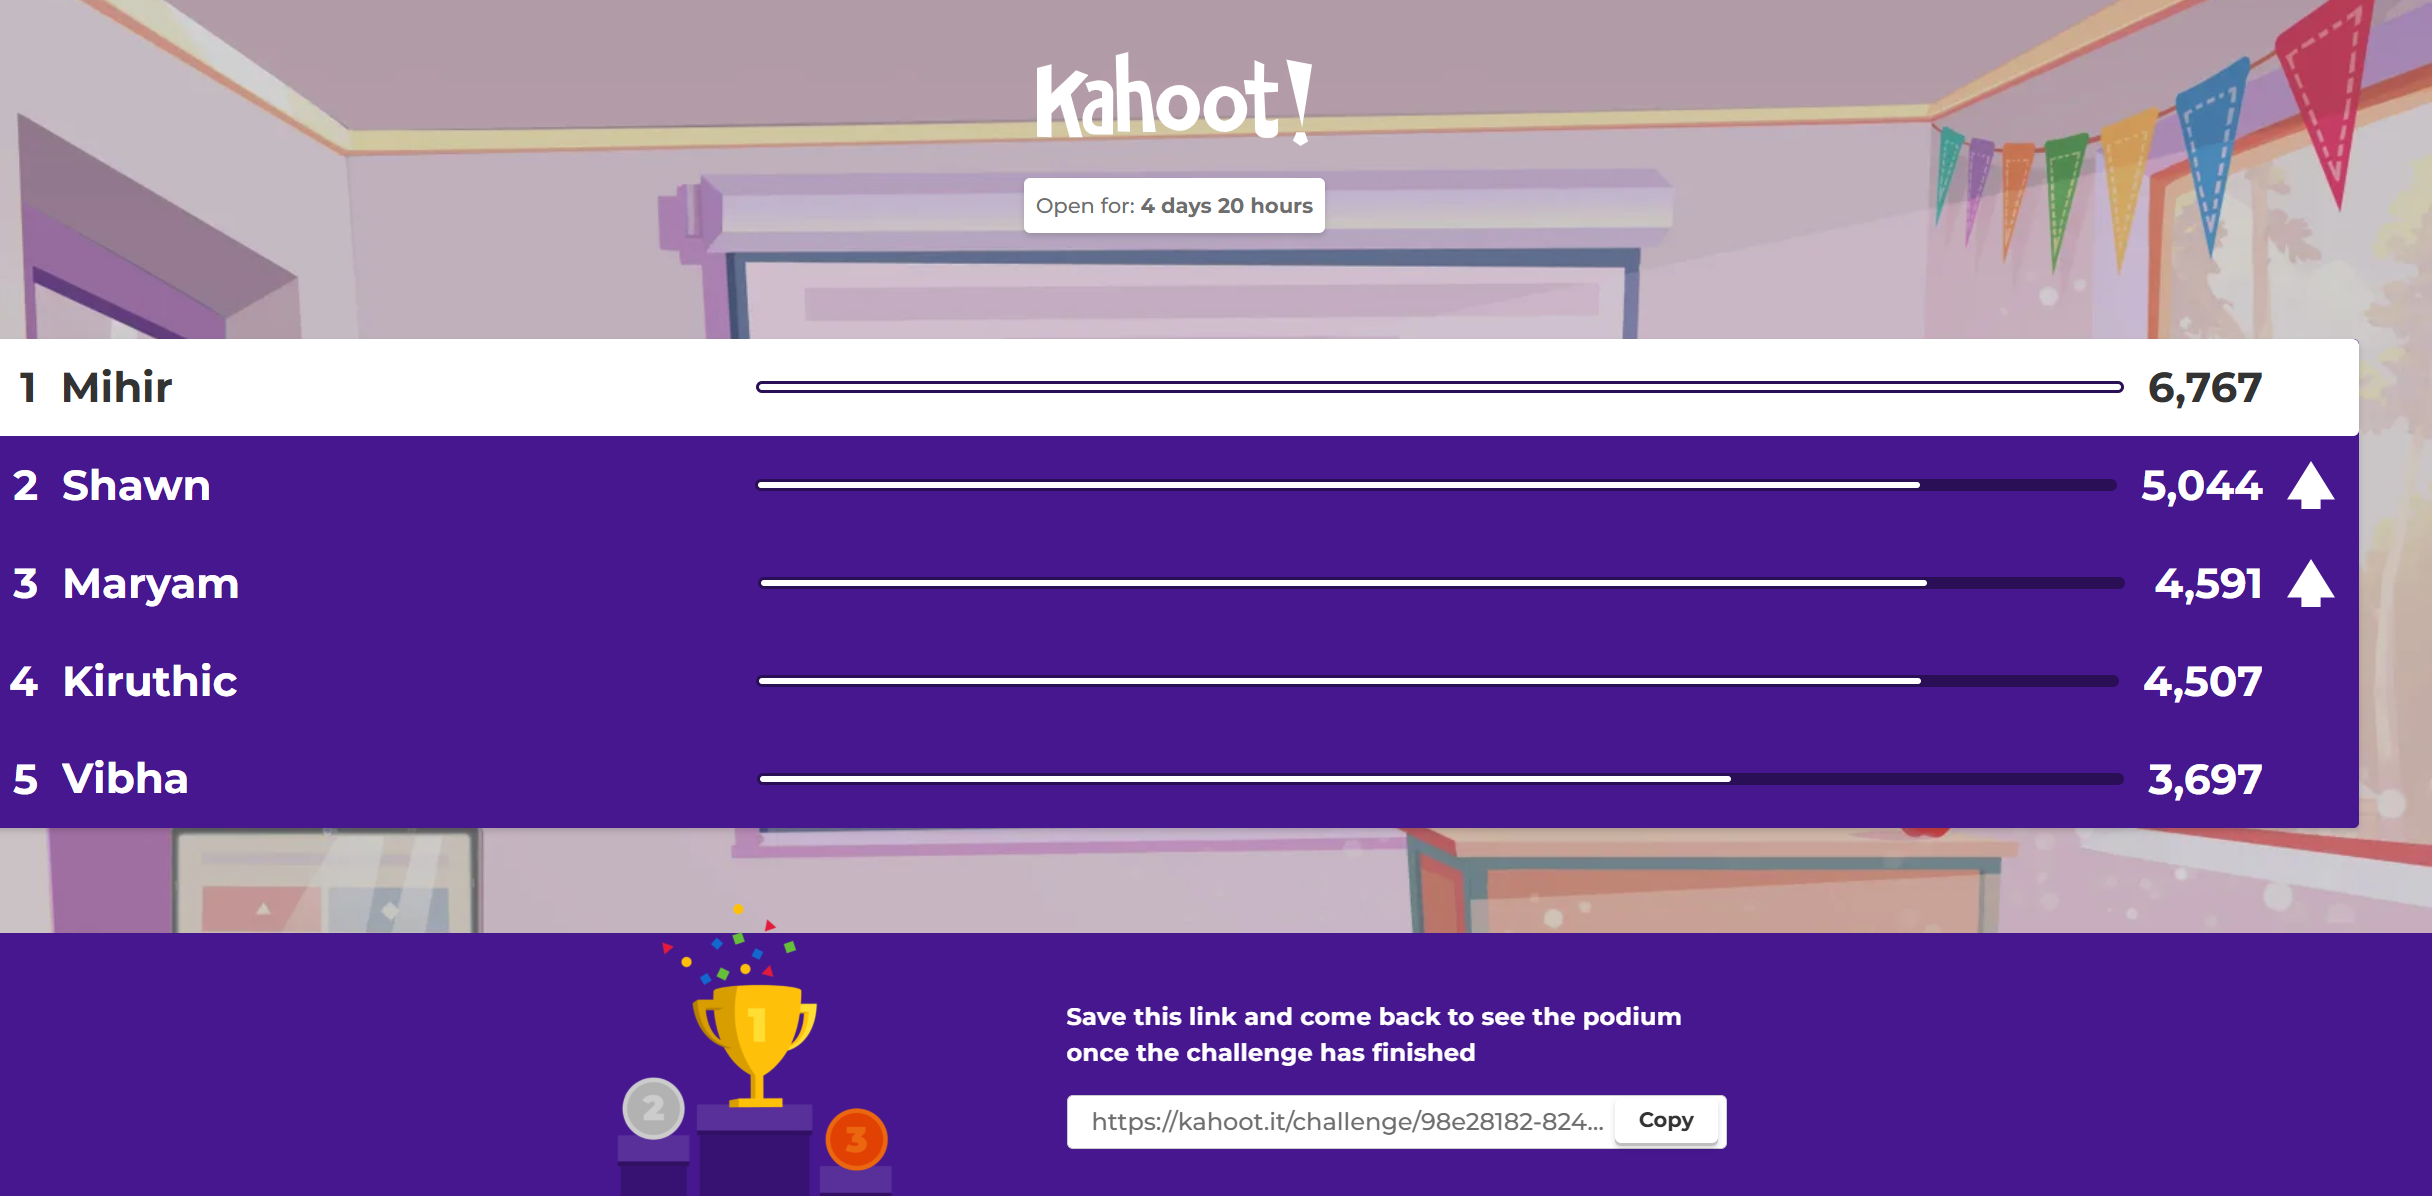 Kahoot!
Open for: 4 days 20 hours
1 Mihir 6,767
2 Shawn 5,044
3 Maryam 4,591
4 Kiruthic 4,507
5 Vibha 3,697
1
2
3
Save this link and come back to see the podium
once the challenge has finished
https://kahoot.it/challenge/98e28182-824... Copy